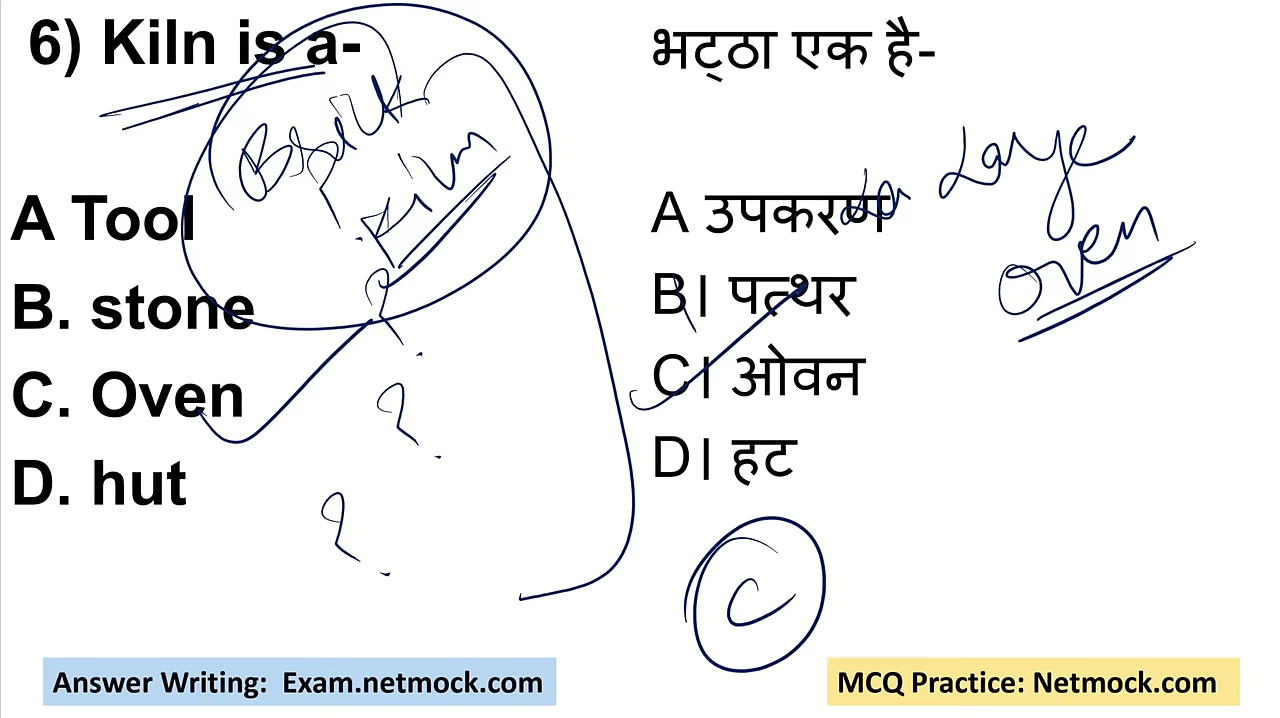 6) Kiln is a-
A Tool
B. stone
C. Oven
D. hut
Brick
Kiln
?
?
?
भट्ठा एक है-
A उपकरण
B। पत्थर
C। ओवन
D। हट
Large
Oven
C
Answer Writing: Exam.netmock.com
MCQ Practice: Netmock.com